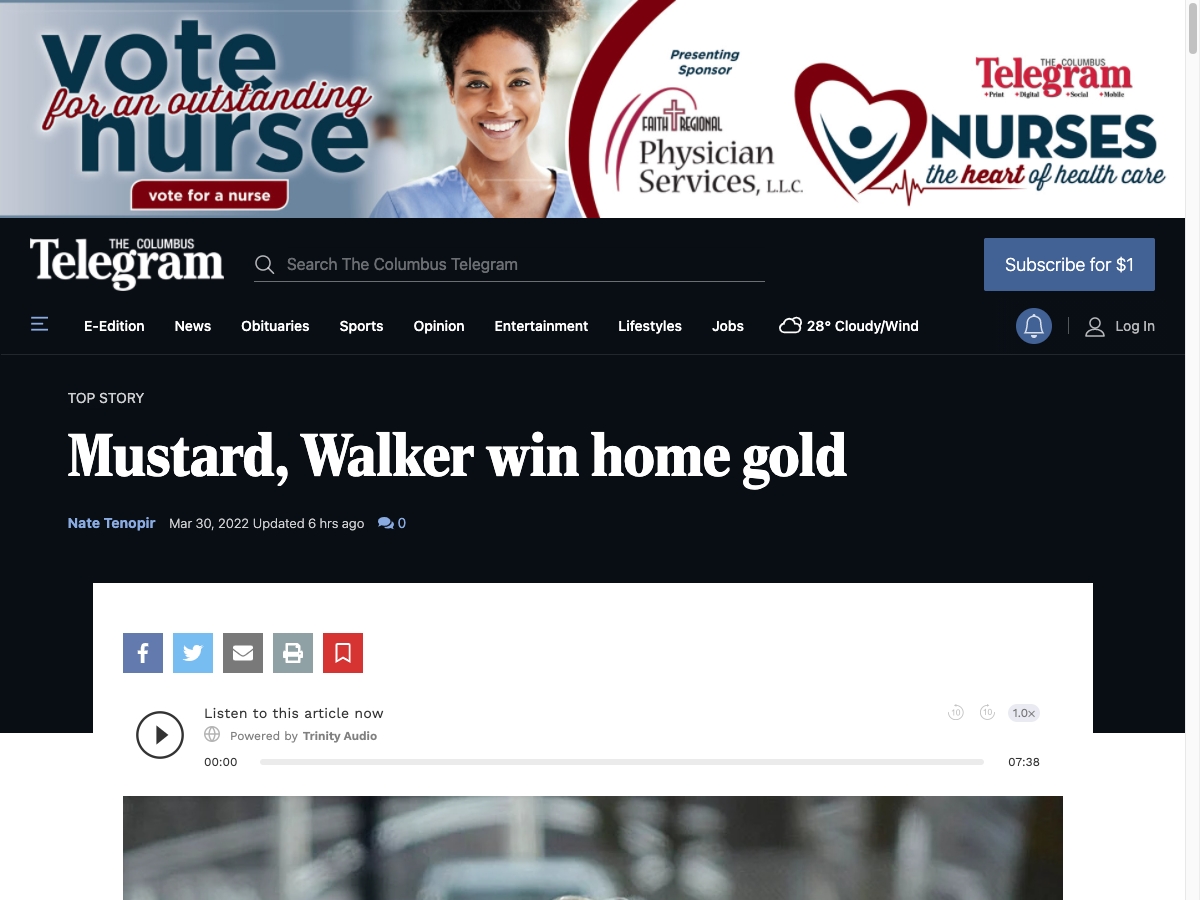 vote
for an outstanding
nurse
vote for a nurse
Presenting
Sponsor
FAITH REGIONAL
Physician
Services, L.L.C.
THE COLUMBUS
Telegram
•Print •Digital •Social •Mobile
NURSES
the heart of health care
THE COLUMBUS
Telegram
Search The Columbus Telegram
Subscribe for $1
E-Edition News Obituaries Sports Opinion Entertainment Lifestyles Jobs 28° Cloudy/Wind Log In
TOP STORY
Mustard, Walker win home gold
Nate Tenopir Mar 30, 2022 Updated 6 hrs ago 0
Listen to this article now
10 10 1.0x
Powered by Trinity Audio
00:00 07:38